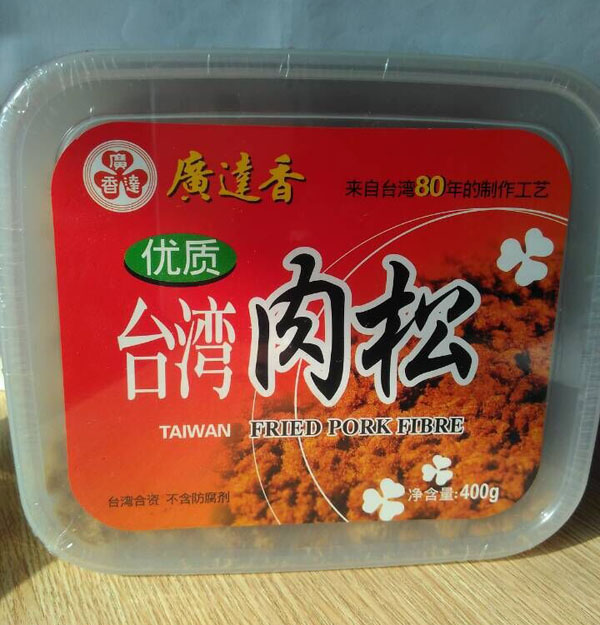 廣
香達
廣達香
来自台湾80年的制作工艺
优质
台湾肉松
TAIWAN FRIED PORK FIBRE
台湾合资 不含防腐剂
净含量:400g